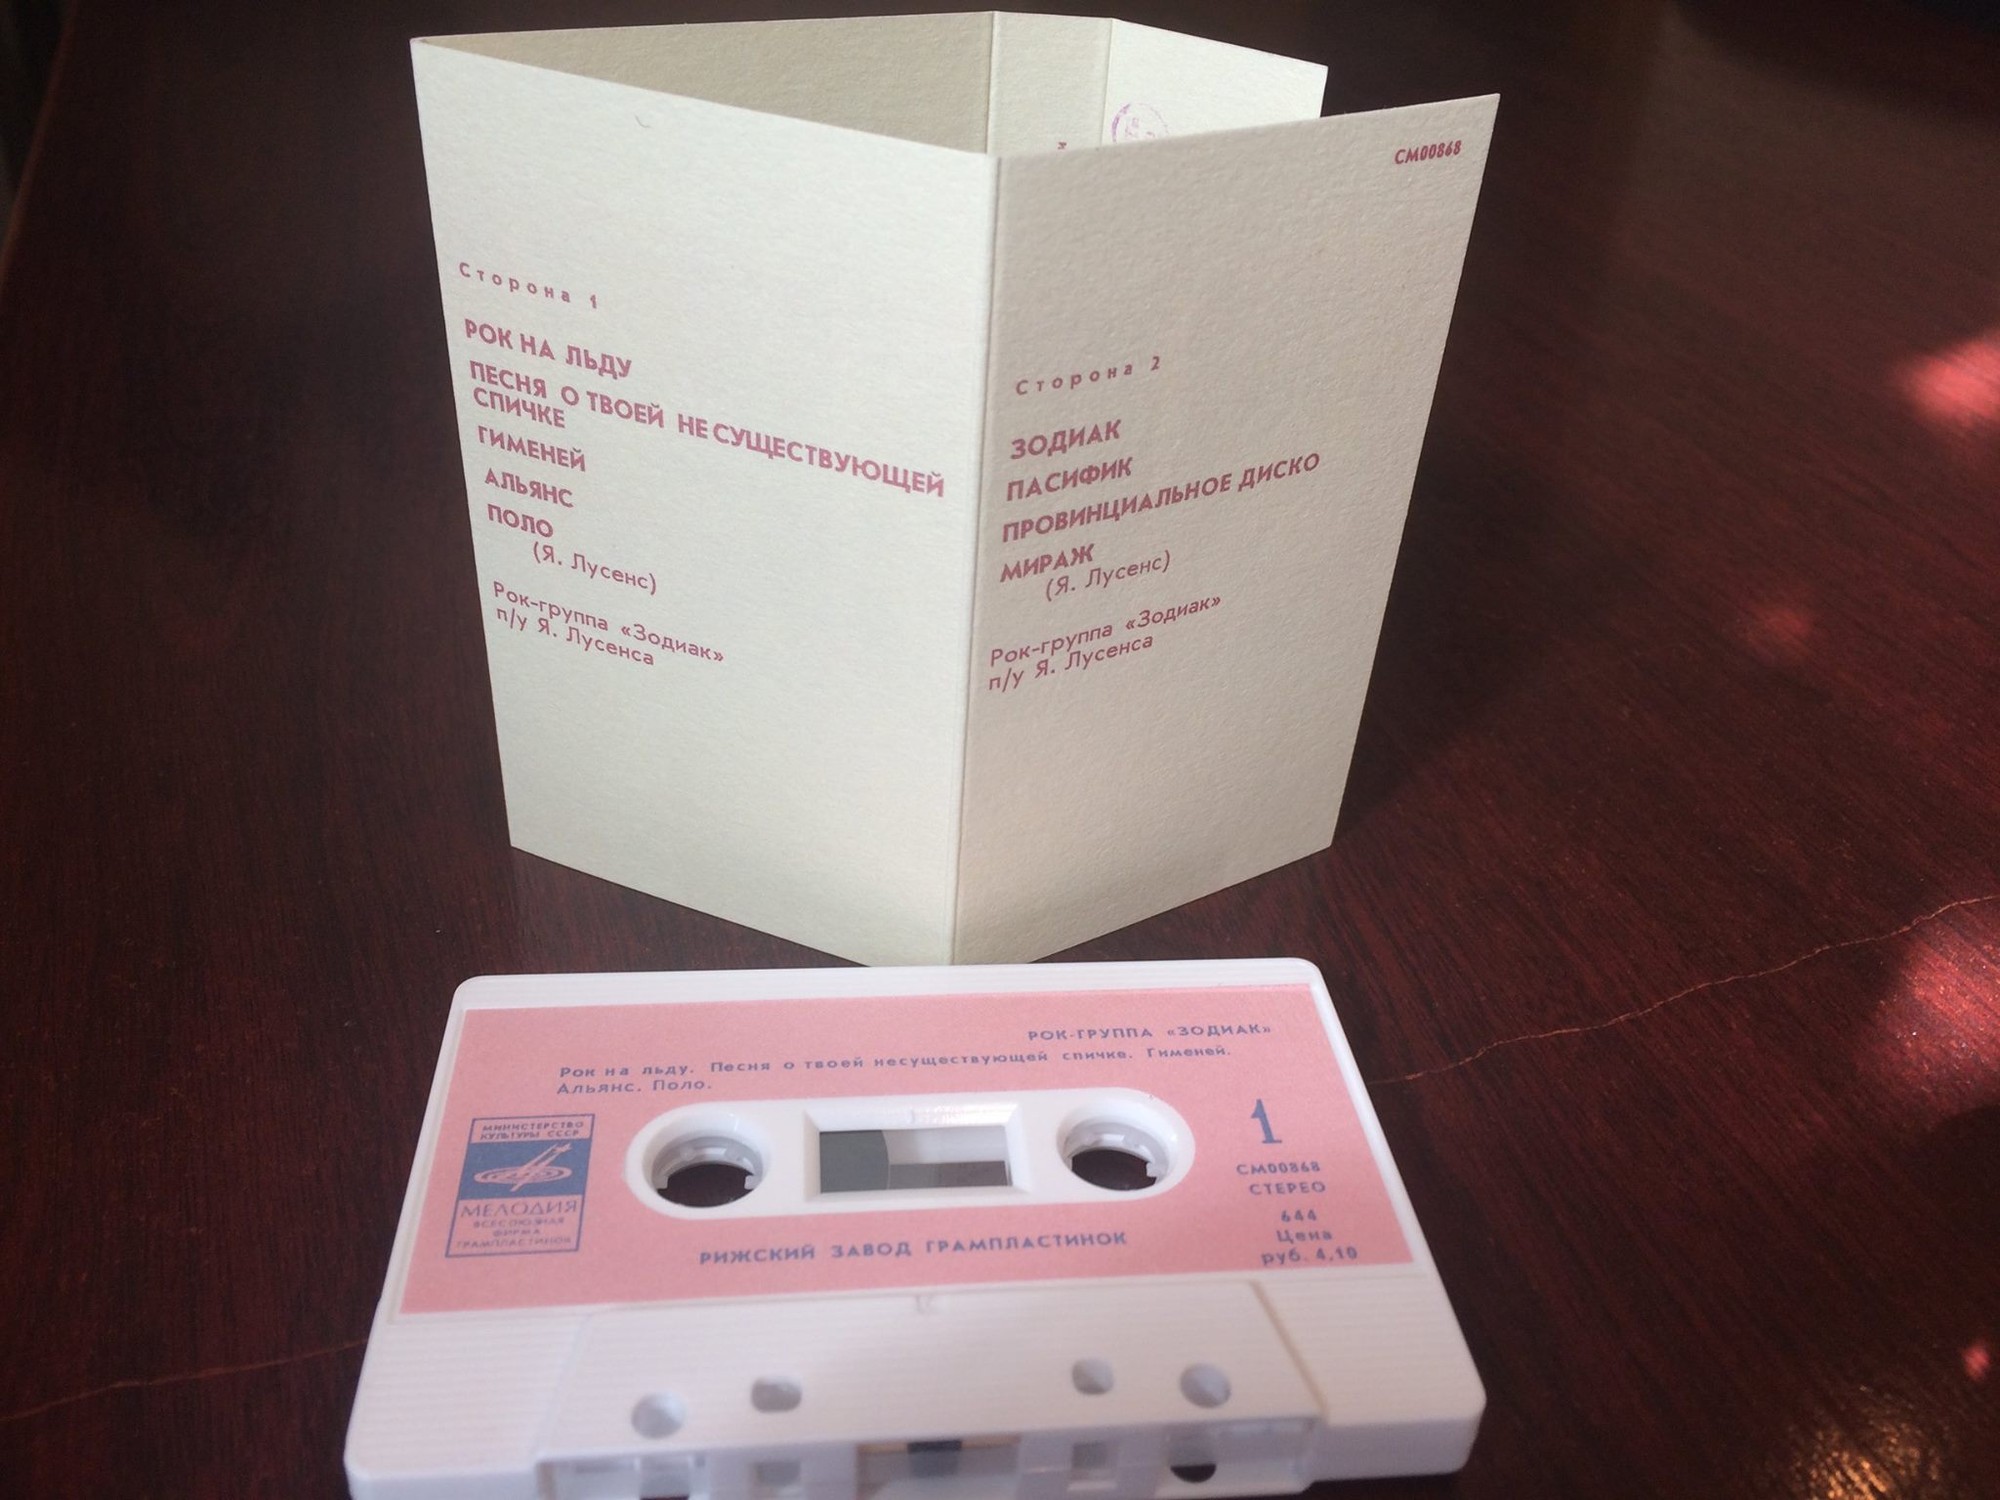 СМ00868
Сторона 1
РОК НА ЛЬДУ
ПЕСНЯ О ТВОЕЙ НЕСУЩЕСТВУЮЩЕЙ
СПИЧКЕ
ГИМЕНЕЙ
АЛЬЯНС
ПОЛО
(Я. Лусенс)
Рок-группа «Зодиак»
п/у Я. Лусенса
Сторона 2
ЗОДИАК
ПАСИФИК
ПРОВИНЦИАЛЬНОЕ ДИСКО
МИРАЖ
(Я. Лусенс)
Рок-группа «Зодиак»
п/у Я. Лусенса
РОК-ГРУППА «ЗОДИАК»
Рок на льду. Песня о твоей несуществующей спичке. Гименей.
Альянс. Поло.
МИНИСТЕРСТВО
КУЛЬТУРЫ СССР
МЕЛОДИЯ
ВСЕСОЮЗНАЯ
ФИРМА
ГРАМПЛАСТИНОК
1
СМ00868
СТЕРЕО
644
Цена
руб. 4,10
РИЖСКИЙ ЗАВОД ГРАМПЛАСТИНОК